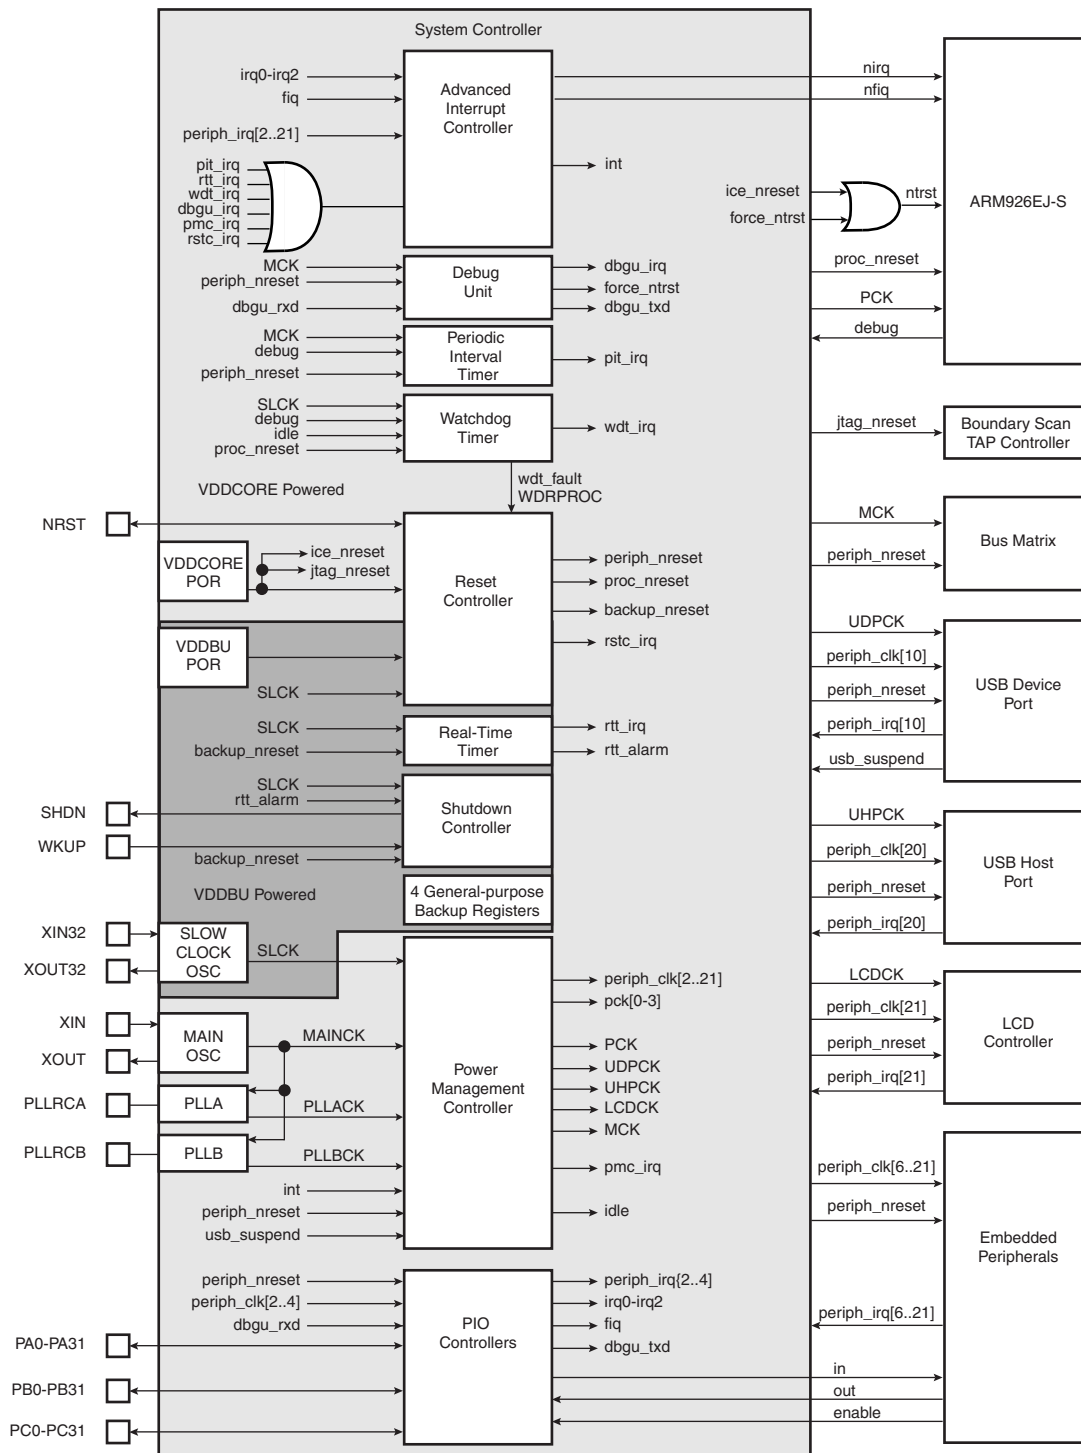 System Controller
irq0-irq2
fiq
periph_irq[2..21]
pit_irq
rtt_irq
wdt_irq
dbgu_irq
pmc_irq
rstc_irq
Advanced
Interrupt
Controller
int
nirq
nfiq
ice_nreset
force_ntrst
ntrst
ARM926EJ-S
proc_nreset
PCK
debug
MCK
periph_nreset
dbgu_rxd
Debug
Unit
dbgu_irq
force_ntrst
dbgu_txd
MCK
debug
periph_nreset
Periodic
Interval
Timer
pit_irq
SLCK
debug
idle
proc_nreset
Watchdog
Timer
wdt_irq
jtag_nreset
Boundary Scan
TAP Controller
wdt_fault
WDRPROC
VDDCORE Powered
NRST
VDDCORE
POR
ice_nreset
jtag_nreset
Reset
Controller
periph_nreset
proc_nreset
backup_nreset
rstc_irq
MCK
periph_nreset
Bus Matrix
VDDBU
POR
SLCK
UDPCK
periph_clk[10]
periph_nreset
periph_irq[10]
usb_suspend
USB Device
Port
SLCK
backup_nreset
Real-Time
Timer
rtt_irq
rtt_alarm
SHDN
WKUP
SLCK
rtt_alarm
backup_nreset
Shutdown
Controller
UHPCK
periph_clk[20]
periph_nreset
periph_irq[20]
USB Host
Port
VDDBU Powered
4 General-purpose
Backup Registers
XIN32
XOUT32
SLOW
CLOCK
OSC
SLCK
XIN
XOUT
MAIN
OSC
MAINCK
PLLRCA
PLLA
PLLACK
PLLRCB
PLLB
PLLBCK
int
periph_nreset
usb_suspend
Power
Management
Controller
periph_clk[2..21]
pck[0-3]
PCK
UDPCK
UHPCK
LCDCK
MCK
pmc_irq
idle
LCDCK
periph_clk[21]
periph_nreset
periph_irq[21]
LCD
Controller
periph_clk[6..21]
periph_nreset
periph_irq[6..21]
in
out
enable
Embedded
Peripherals
periph_nreset
periph_clk[2..4]
dbgu_rxd
PA0-PA31
PB0-PB31
PC0-PC31
PIO
Controllers
periph_irq{2..4]
irq0-irq2
fiq
dbgu_txd